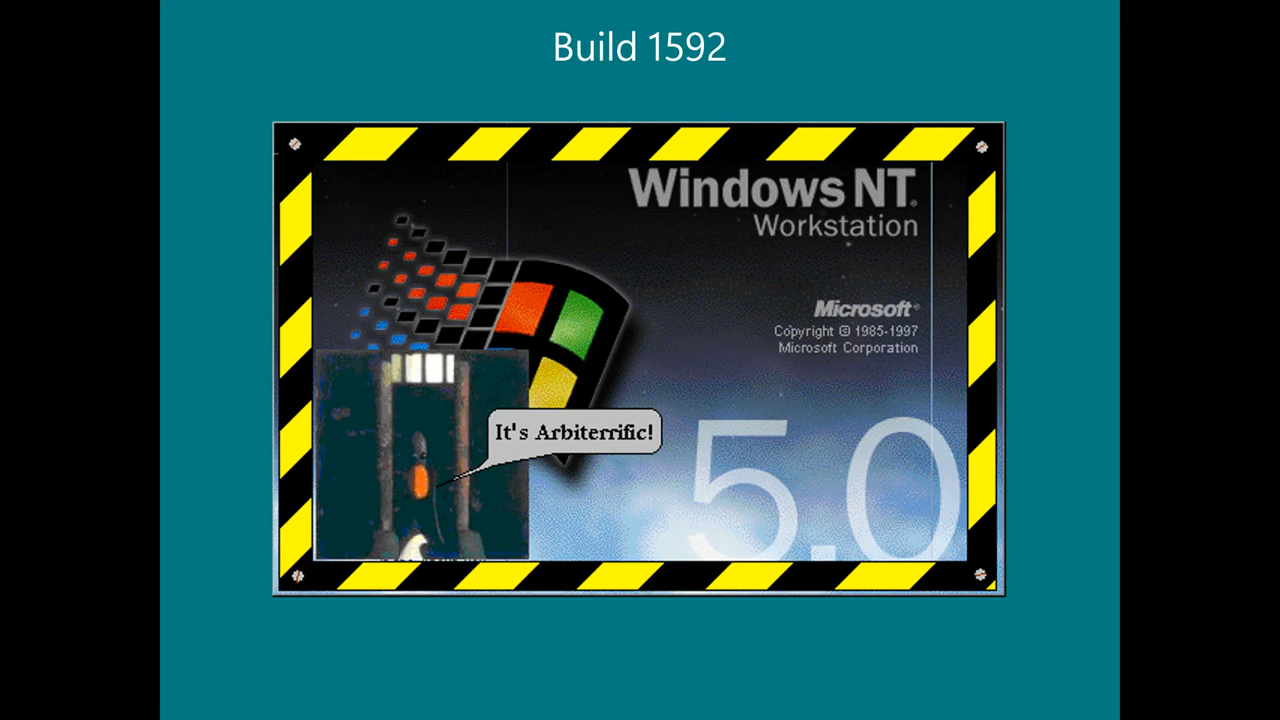 Build 1592
Windows NT®
Workstation
Microsoft®
Copyright © 1985-1997
Microsoft Corporation
It's Arbiterrific!
5.0